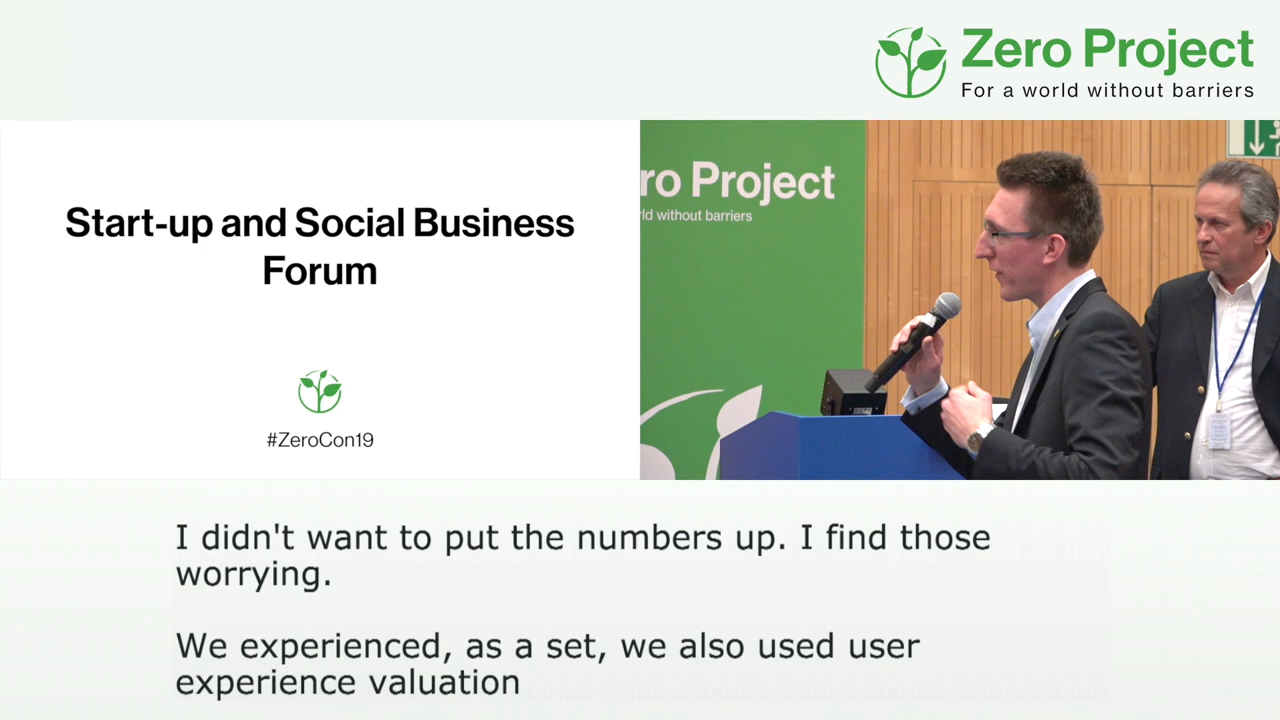 Zero Project
For a world without barriers
Start-up and Social Business
Forum
#ZeroCon19
ro Project
rld without barriers
I didn't want to put the numbers up. I find those
worrying.
We experienced, as a set, we also used user
experience valuation